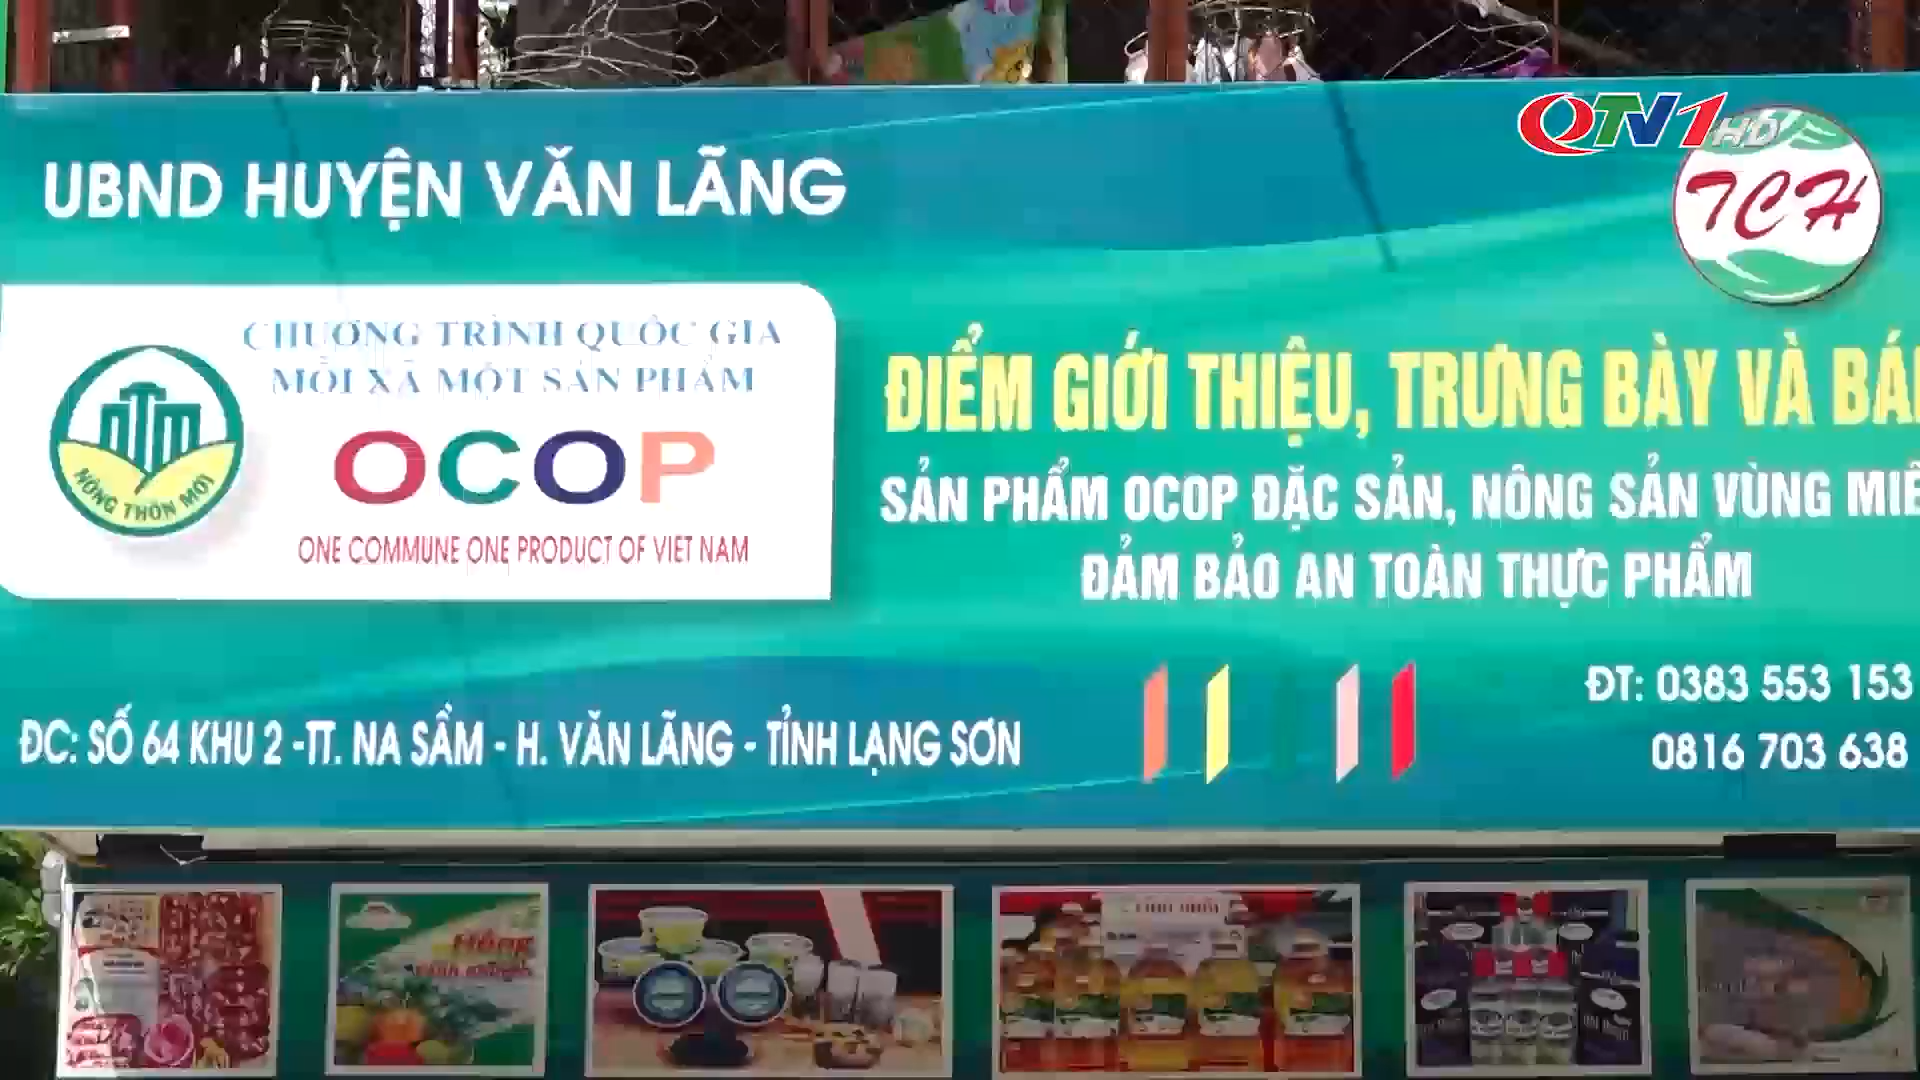 QTV1 HD
TCH
UBND HUYỆN VĂN LÃNG
CHƯƠNG TRÌNH QUỐC GIA
MỖI XÃ MỘT SẢN PHẨM
OCOP
ONE COMMUNE ONE PRODUCT OF VIET NAM
NTM
NÔNG THÔN MỚI
ĐIỂM GIỚI THIỆU, TRƯNG BÀY VÀ BÁ
SẢN PHẨM OCOP ĐẶC SẢN, NÔNG SẢN VÙNG MIỀ
ĐẢM BẢO AN TOÀN THỰC PHẨM
ĐC: SỐ 64 KHU 2 -TT. NA SẦM - H. VĂN LÃNG - TỈNH LẠNG SƠN
ĐT: 0383 553 153
0816 703 638
Hồng